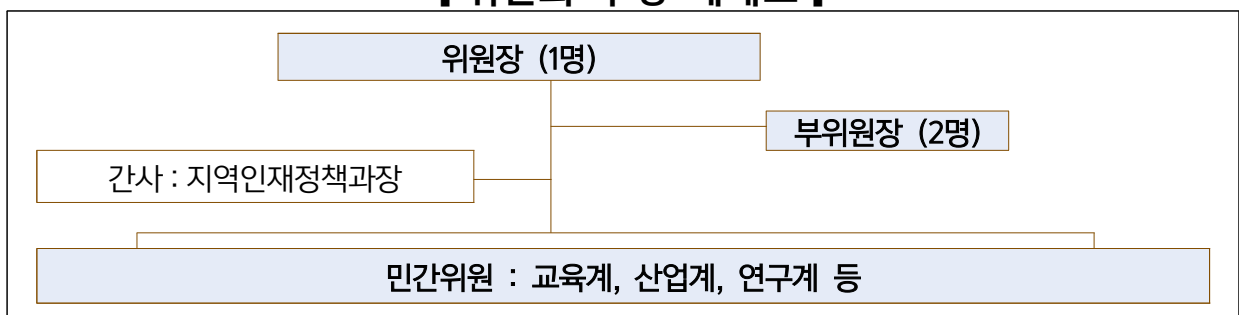 위원장 (1명)
부위원장 (2명)
간사 : 지역인재정책과장
민간위원 : 교육계, 산업계, 연구계 등